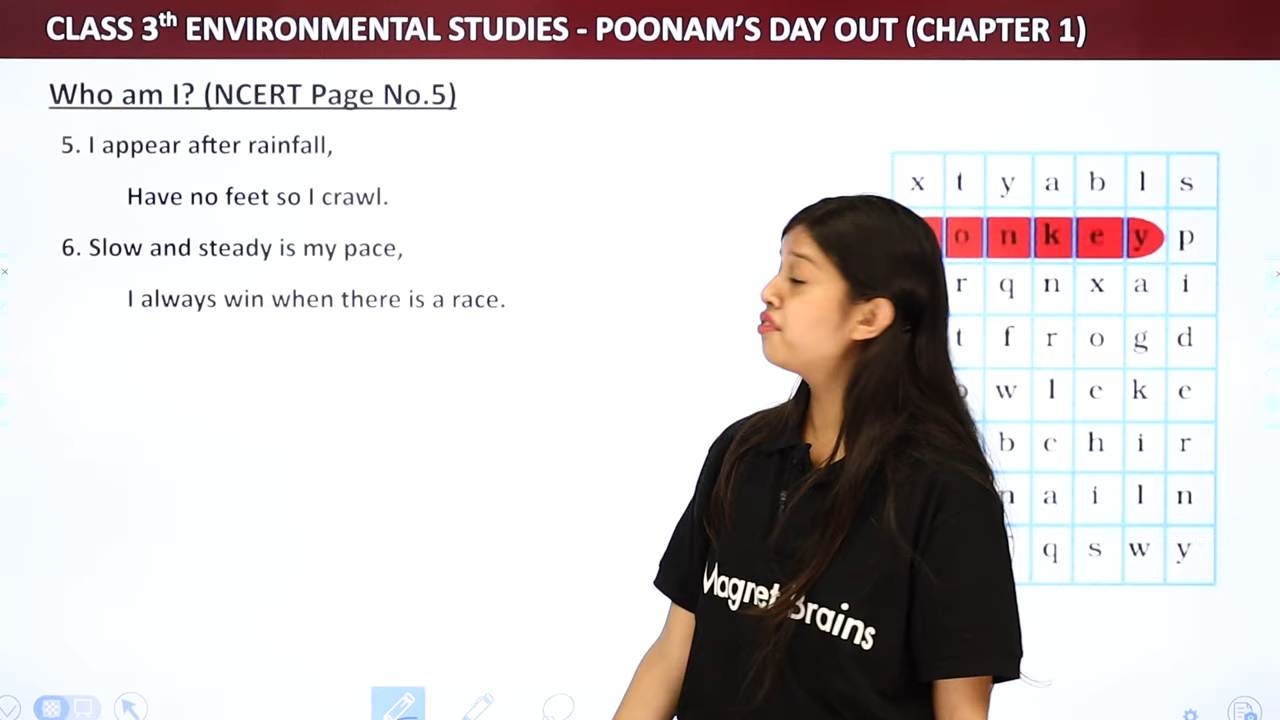 CLASS 3th ENVIRONMENTAL STUDIES - POONAM'S DAY OUT (CHAPTER 1)
Who am I? (NCERT Page No.5)
5. I appear after rainfall,
Have no feet so I crawl.
6. Slow and steady is my pace,
I always win when there is a race.
x t y a b l s
o n k e y p
r q n x a i
t f r o g d
w l c k e
b c h i r
a i l n
q s w y
Magnet Brains